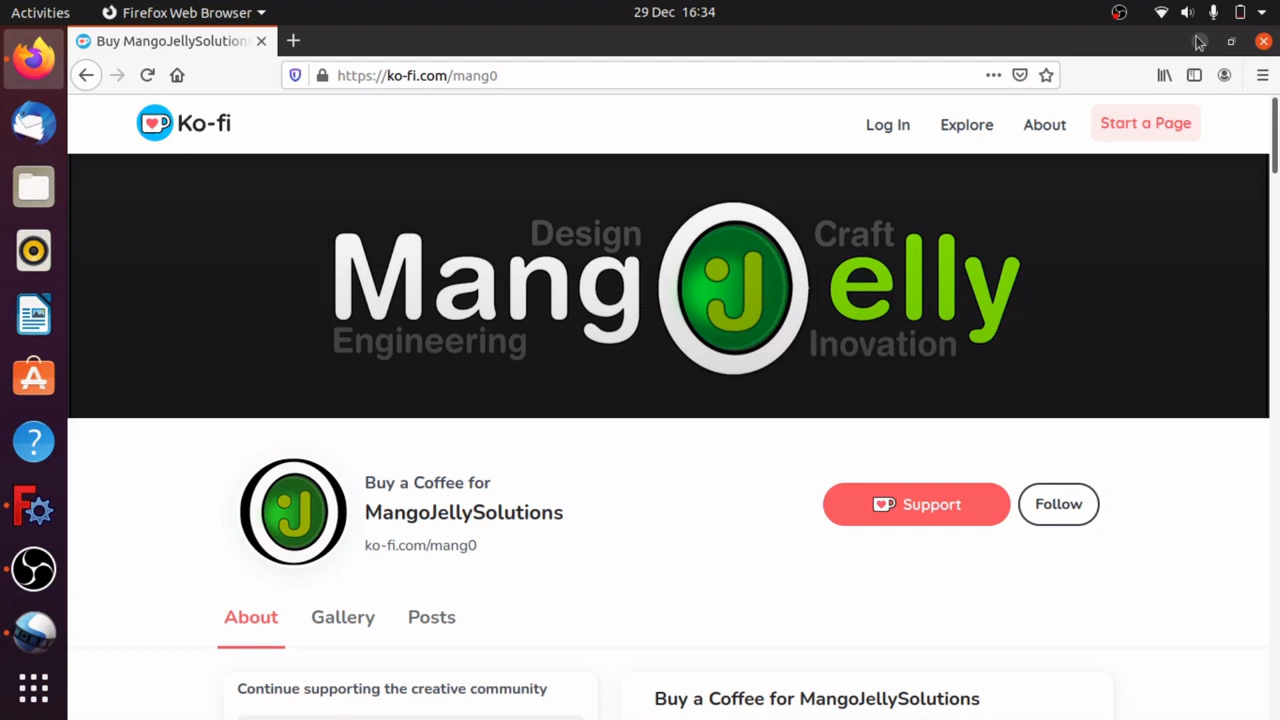 Activities
Firefox Web Browser
29 Dec 16:34
Buy MangoJellySolutions
https://ko-fi.com/mang0
Ko-fi
Log In
Explore
About
Start a Page
Design
Craft
Mang J elly
Engineering
Inovation
Buy a Coffee for
MangoJellySolutions
ko-fi.com/mang0
Support
Follow
About
Gallery
Posts
Continue supporting the creative community
Buy a Coffee for MangoJellySolutions